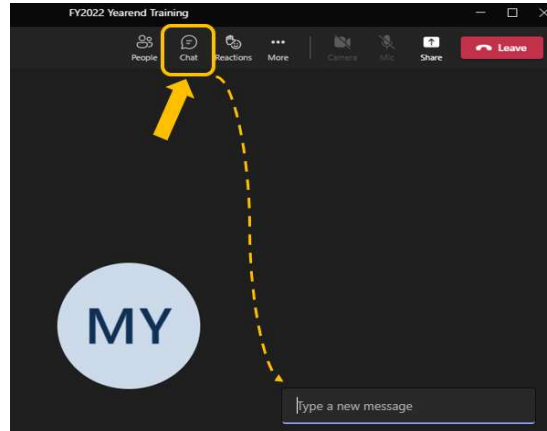 FY2022 Yearend Training
People Chat Reactions More Camera Mic Share Leave
MY
Type a new message